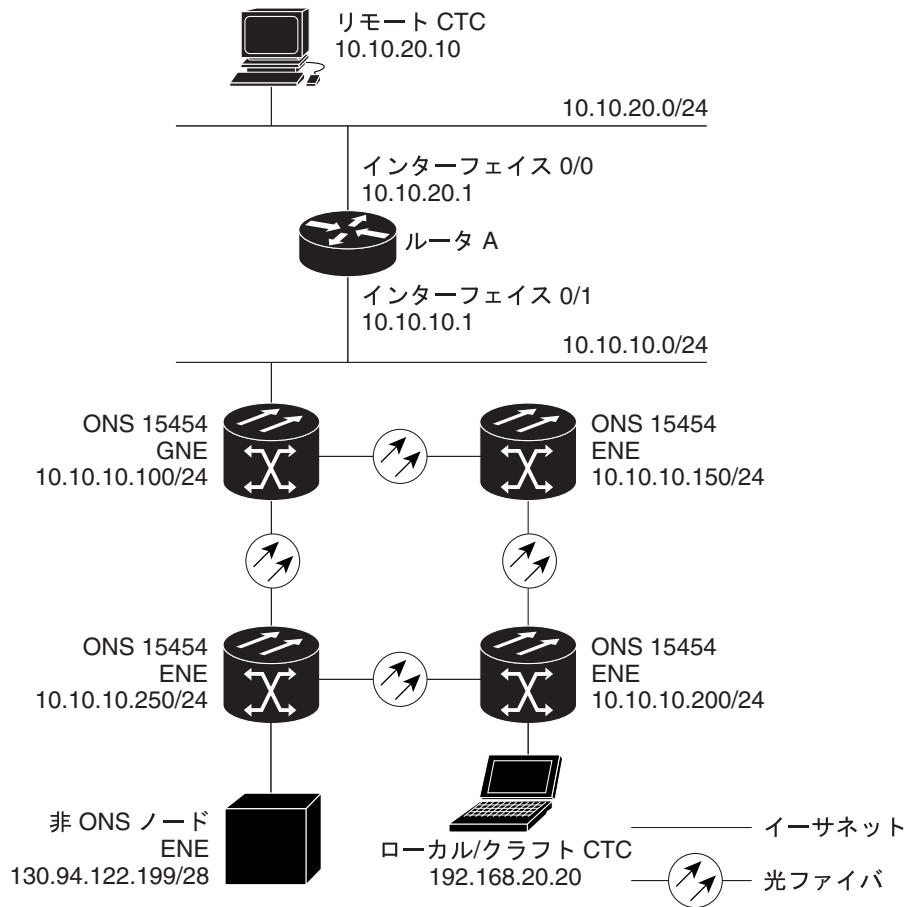 リモート CTC
10.10.20.10
10.10.20.0/24
インターフェイス 0/0
10.10.20.1
ルータ A
インターフェイス 0/1
10.10.10.1
10.10.10.0/24
ONS 15454
GNE
10.10.10.100/24
ONS 15454
ENE
10.10.10.150/24
ONS 15454
ENE
10.10.10.250/24
ONS 15454
ENE
10.10.10.200/24
非 ONS ノード
ENE
130.94.122.199/28
ローカル/クラフト CTC
192.168.20.20
イーサネット
光ファイバ